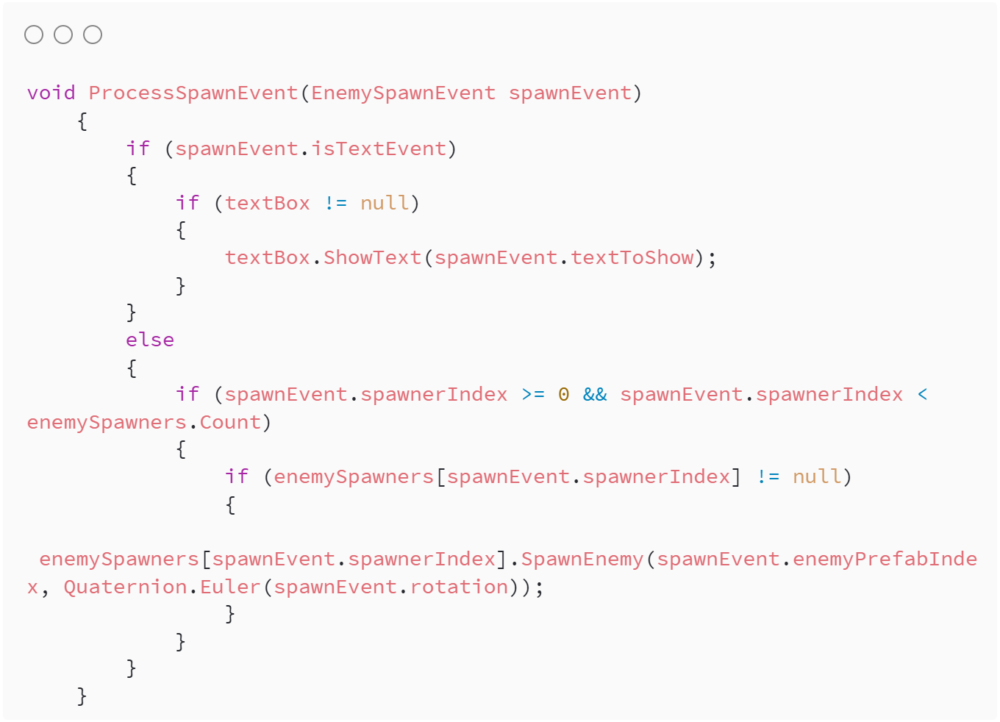 void ProcessSpawnEvent(EnemySpawnEvent spawnEvent)
    {
        if (spawnEvent.isTextEvent)
        {
            if (textBox != null)
            {
                textBox.ShowText(spawnEvent.textToShow);
            }
        }
        else
        {
            if (spawnEvent.spawnerIndex >= 0 && spawnEvent.spawnerIndex <
enemySpawners.Count)
            {
                if (enemySpawners[spawnEvent.spawnerIndex] != null)
                {
 enemySpawners[spawnEvent.spawnerIndex].SpawnEnemy(spawnEvent.enemyPrefabInde
x, Quaternion.Euler(spawnEvent.rotation));
                }
            }
        }
    }